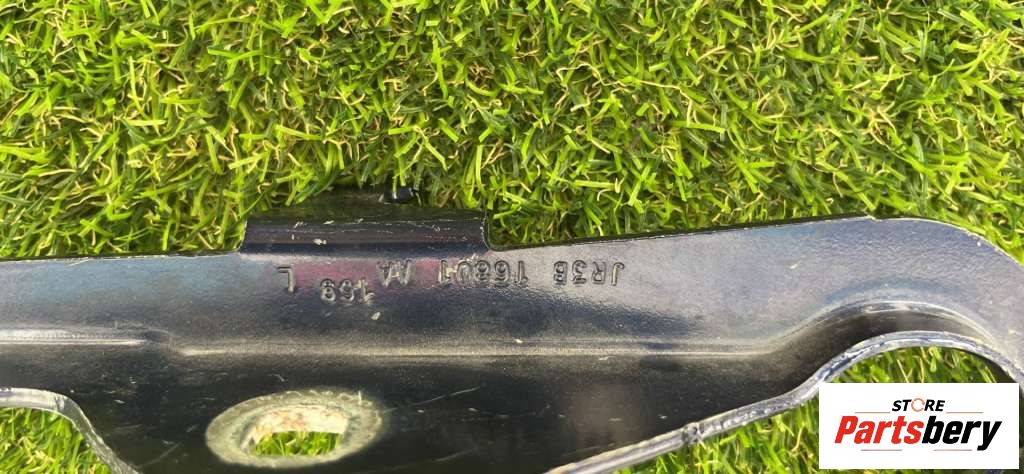 JR3B 16801 AA 169 L
STORE
Partsbery